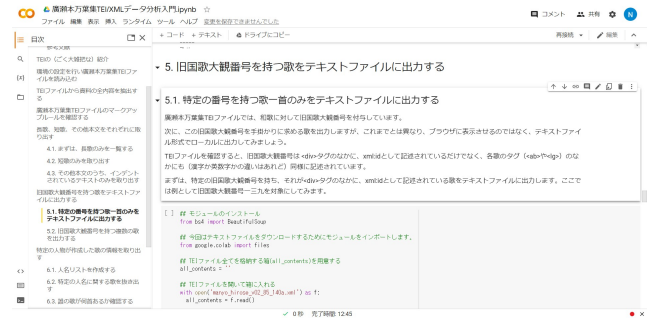 廣瀬本万葉集TEI/XMLデータ分析入門.ipynb ☆
ファイル 編集 表示 挿入 ランタイム ツール ヘルプ 変更を保存できませんでした
コメント 共有 N
目次
参考文献
TEIの（ごく大雑把な）紹介
環境の設定を行い廣瀬本万葉集TEIファイルを読み込む
TEIファイルから資料の全内容を抽出する
廣瀬本万葉集TEIファイルのマークアップルールを確認する
長歌、短歌、その他本文をそれぞれに取り出す
4.1. まずは、長歌のみを一覧する
4.2. 短歌のみを取り出す
4.3. その他本文のうち、インデントされているテキストのみを取り出す
旧国歌大観番号を持つ歌をテキストファイルに出力する
5.1. 特定の番号を持つ歌一首のみをテキストファイルに出力する
5.2. 旧国歌大観番号を持つ複数の歌を出力する
特定の人物が作成した歌の情報を取り出す
6.1. 人名リストを作成する
6.2. 特定の人名に関する歌を抜き出す
6.3. 誰の歌が何首あるか確認する
+ コード + テキスト ドライブにコピー
再接続 編集
5. 旧国歌大観番号を持つ歌をテキストファイルに出力する
5.1. 特定の番号を持つ歌一首のみをテキストファイルに出力する
廣瀬本万葉集TEIファイルでは、和歌に対して旧国歌大観番号を付与しています。
次に、この旧国歌大観番号を手掛かりに求める歌を出力しますが、これまでとは異なり、ブラウザに表示させるのではなく、テキストファイ
ル形式でローカルに出力してみましょう。
TEIファイルを確認すると、旧国歌大観番号は <div>タグのなかに、xml:idとして記述されているだけでなく、各歌のタグ（<ab>や<lg>）のな
かにも（漢字か英数字かの違いはあれど）同様に記述されています。
まずは、特定の旧国歌大観番号を持ち、それが<div>タグのなかに、xml:idとして記述されている歌をテキストファイルに出力します。ここで
は例として旧国歌大観番号一三九を対象にしてみます。
[ ] ## モジュールのインストール
from bs4 import BeautifulSoup
## 今回はテキストファイルをダウンロードするためにモジュールをインポートします。
from google.colab import files
## TEIファイル全てを格納する箱(all_contents)を用意する
all_contents = ''
## TEIファイルを開いて箱に入れる
with open('manyo_hirose_v02_05_140a.xml') as f:
all_contents = f.read()
✓ 0 秒 完了時間: 12:45